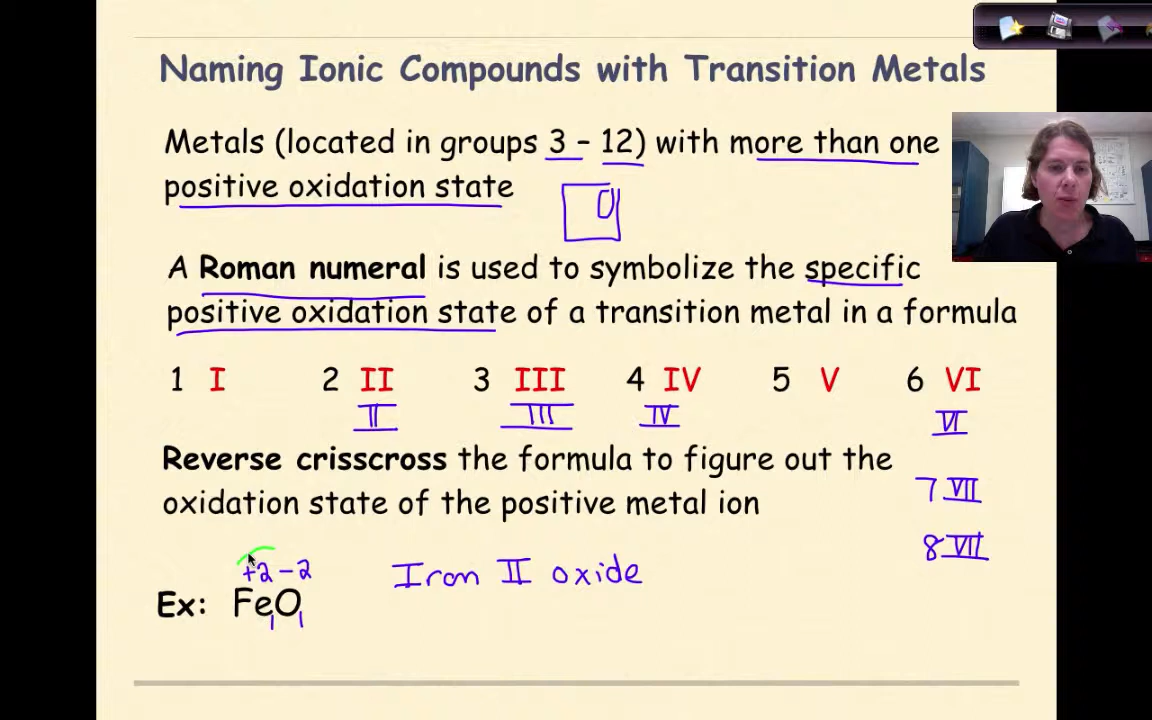 Naming Ionic Compounds with Transition Metals
Metals (located in groups 3 – 12) with more than one
positive oxidation state
A Roman numeral is used to symbolize the specific
positive oxidation state of a transition metal in a formula
1 I 2 II 3 III 4 IV 5 V 6 VI
II III IV VI
Reverse crisscross the formula to figure out the
oxidation state of the positive metal ion
7 VII
8 VII
+2 -2
Iron II oxide
Ex: FeO
1 1